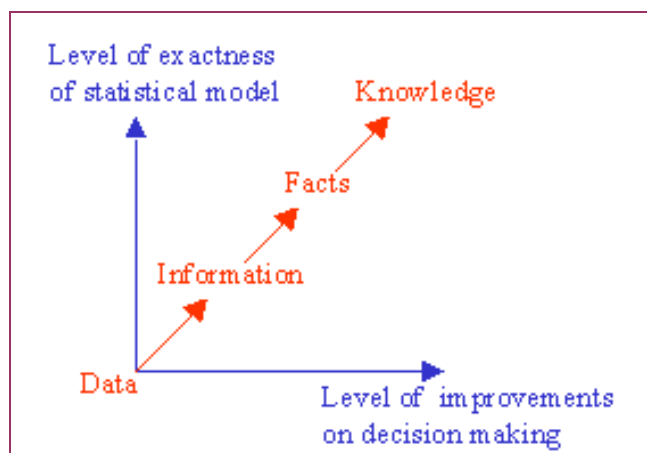 Level of exactness
of statistical model
Knowledge
Facts
Information
Data
Level of improvements
on decision making